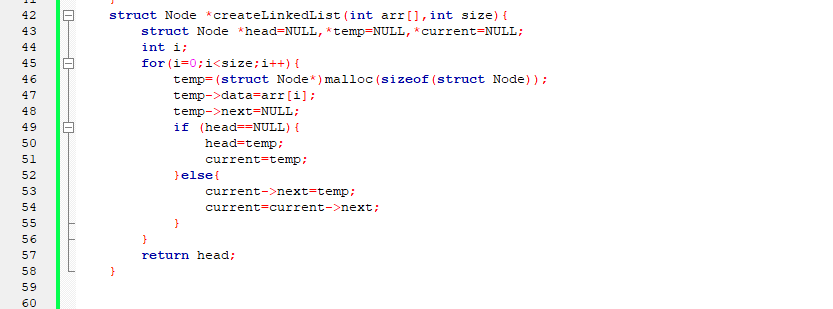 42 struct Node *createLinkedList(int arr[],int size){
43 struct Node *head=NULL,*temp=NULL,*current=NULL;
44 int i;
45 for(i=0;i<size;i++){
46 temp=(struct Node*)malloc(sizeof(struct Node));
47 temp->data=arr[i];
48 temp->next=NULL;
49 if (head==NULL){
50 head=temp;
51 current=temp;
52 }else{
53 current->next=temp;
54 current=current->next;
55 }
56 }
57 return head;
58 }
59
60